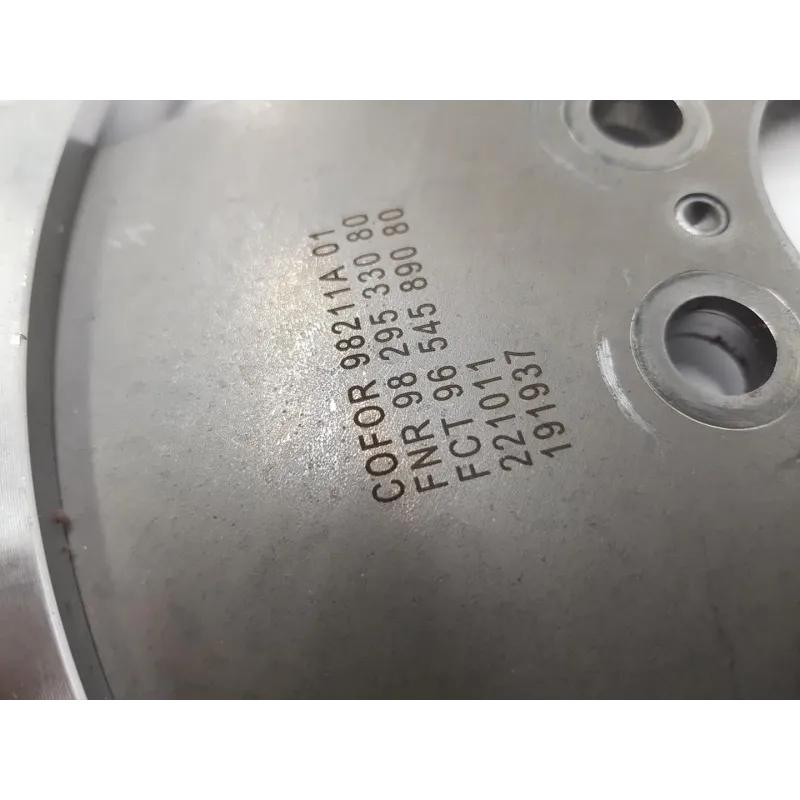 COFOR 98211A 01
FNR 98 295 330 80
FCT 96 545 890 80
221011
191937